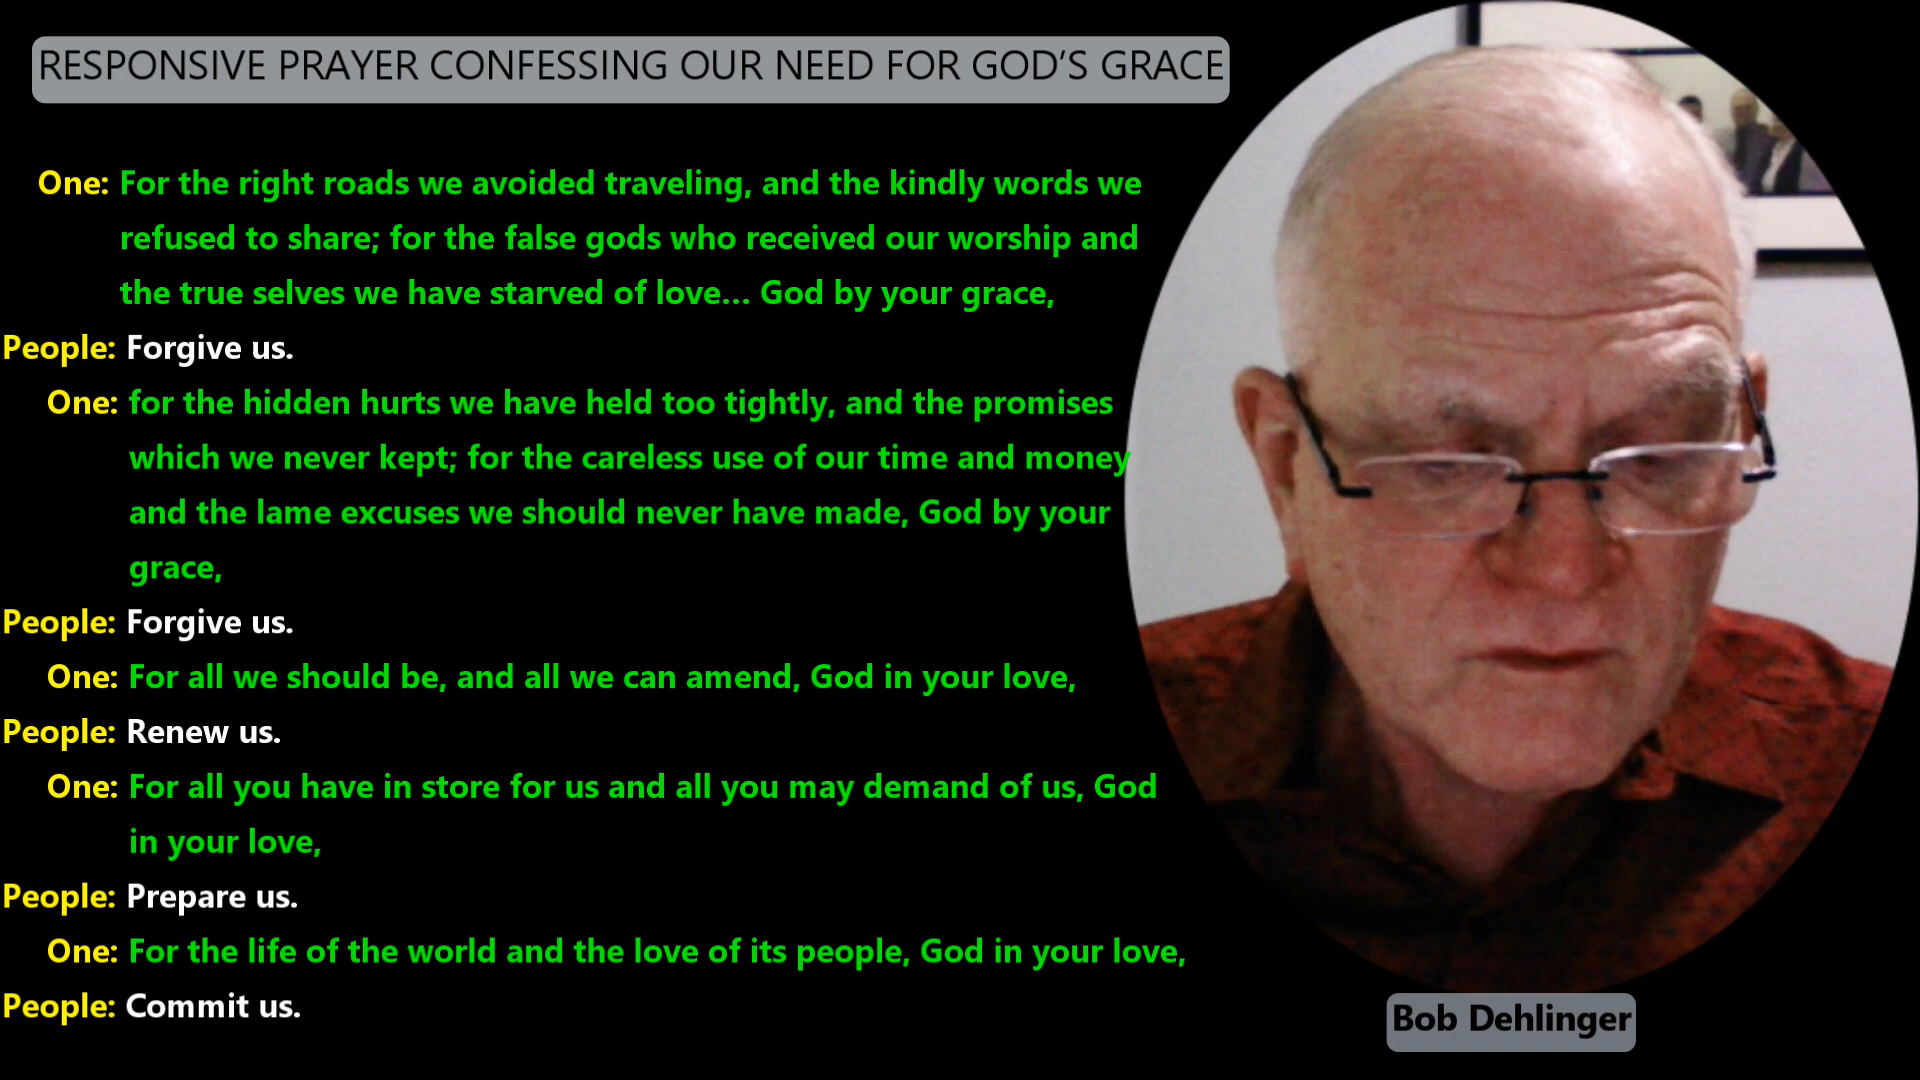 RESPONSIVE PRAYER CONFESSING OUR NEED FOR GOD’S GRACE
One: For the right roads we avoided traveling, and the kindly words we
refused to share; for the false gods who received our worship and
the true selves we have starved of love... God by your grace,
People: Forgive us.
One: for the hidden hurts we have held too tightly, and the promises
which we never kept; for the careless use of our time and money
and the lame excuses we should never have made, God by your
grace,
People: Forgive us.
One: For all we should be, and all we can amend, God in your love,
People: Renew us.
One: For all you have in store for us and all you may demand of us, God
in your love,
People: Prepare us.
One: For the life of the world and the love of its people, God in your love,
People: Commit us.
Bob Dehlinger